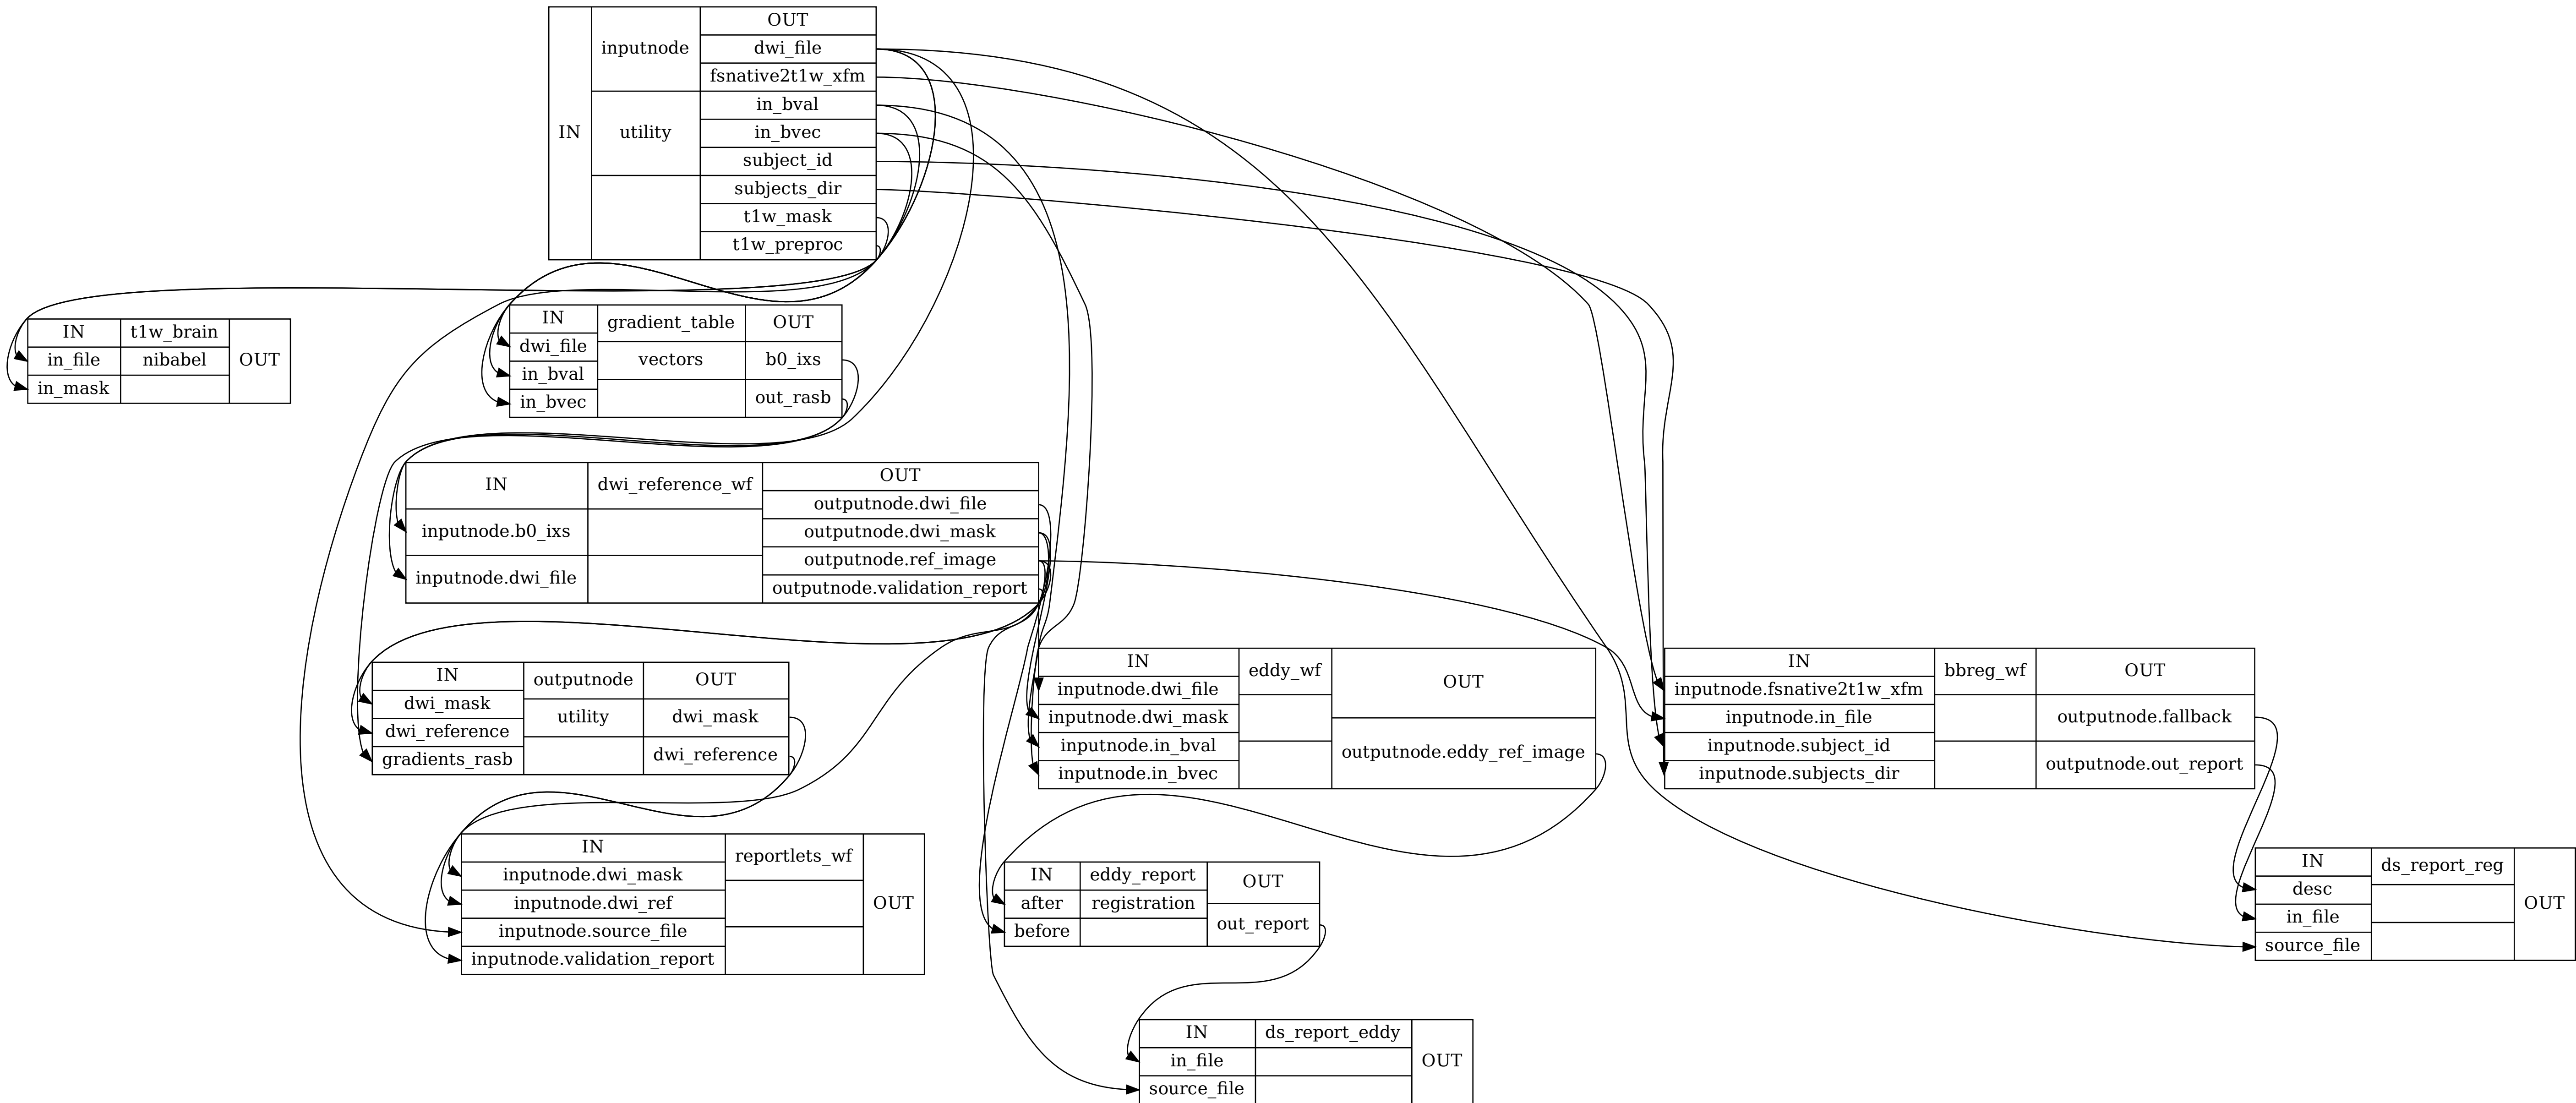 IN
inputnode
utility
OUT
dwi_file
fsnative2t1w_xfm
in_bval
in_bvec
subject_id
subjects_dir
t1w_mask
t1w_preproc
IN
in_file
in_mask
t1w_brain
nibabel
OUT
IN
dwi_file
in_bval
in_bvec
gradient_table
vectors
OUT
b0_ixs
out_rasb
IN
inputnode.b0_ixs
inputnode.dwi_file
dwi_reference_wf
OUT
outputnode.dwi_file
outputnode.dwi_mask
outputnode.ref_image
outputnode.validation_report
IN
dwi_mask
dwi_reference
gradients_rasb
outputnode
utility
OUT
dwi_mask
dwi_reference
IN
inputnode.dwi_file
inputnode.dwi_mask
inputnode.in_bval
inputnode.in_bvec
eddy_wf
OUT
outputnode.eddy_ref_image
IN
inputnode.fsnative2t1w_xfm
inputnode.in_file
inputnode.subject_id
inputnode.subjects_dir
bbreg_wf
OUT
outputnode.fallback
outputnode.out_report
IN
inputnode.dwi_mask
inputnode.dwi_ref
inputnode.source_file
inputnode.validation_report
reportlets_wf
OUT
IN
after
before
eddy_report
registration
OUT
out_report
IN
desc
in_file
source_file
ds_report_reg
OUT
IN
in_file
source_file
ds_report_eddy
OUT